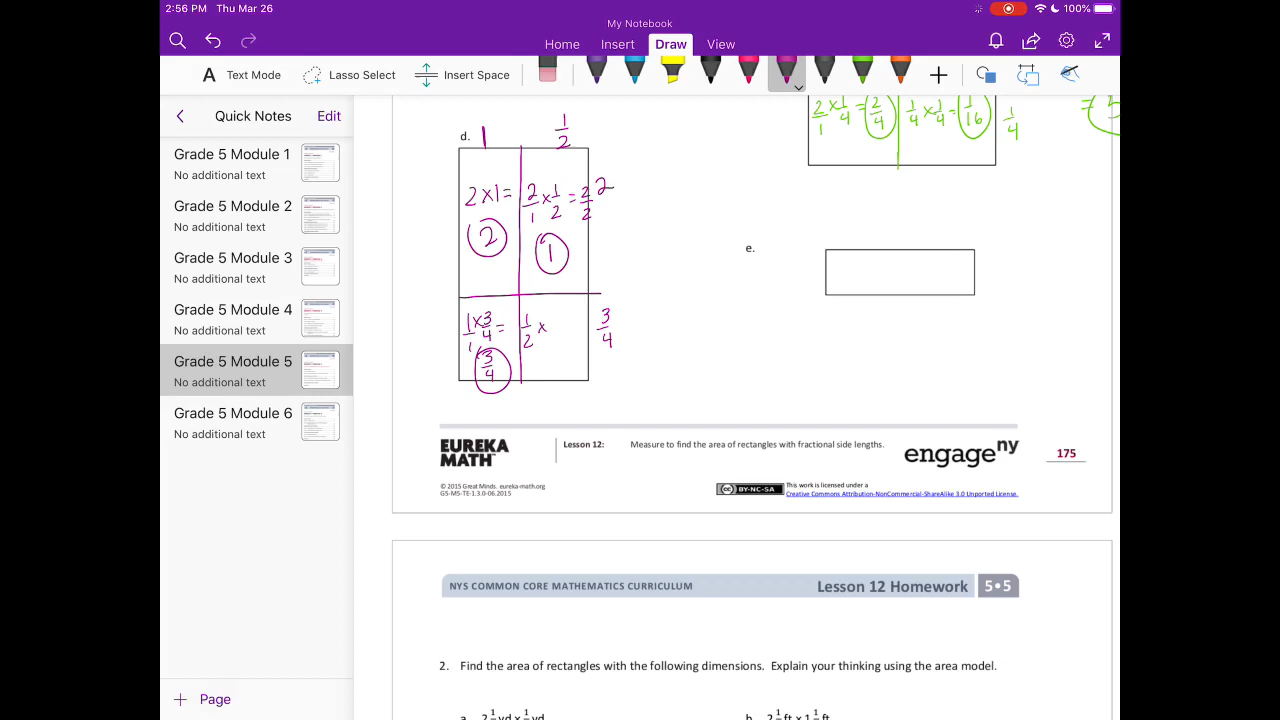 2:56 PM Thu Mar 26
100%
My Notebook
Home Insert Draw View
A Text Mode Lasso Select Insert Space
Quick Notes Edit
Grade 5 Module 1
No additional text
Grade 5 Module 2
No additional text
Grade 5 Module 3
No additional text
Grade 5 Module 4
No additional text
Grade 5 Module 5
No additional text
Grade 5 Module 6
No additional text
+ Page
2/1 x 1/4 = 2/4 1/4 x 1/4 = 1/16 1/4
= 5
d. 1 1/2
2 x 1 = 2/1 x 1/2 = 2/2 2
2 1
1/1 x 3/4 = 1/2 x 3/4
3/4
e.
EUREKA MATH™
Lesson 12: Measure to find the area of rectangles with fractional side lengths.
engageny
175
© 2015 Great Minds. eureka-math.org
G5-M5-TE-1.3.0-06.2015
CC BY-NC-SA
This work is licensed under a
Creative Commons Attribution-NonCommercial-ShareAlike 3.0 Unported License.
NYS COMMON CORE MATHEMATICS CURRICULUM Lesson 12 Homework 5•5
2. Find the area of rectangles with the following dimensions. Explain your thinking using the area model.